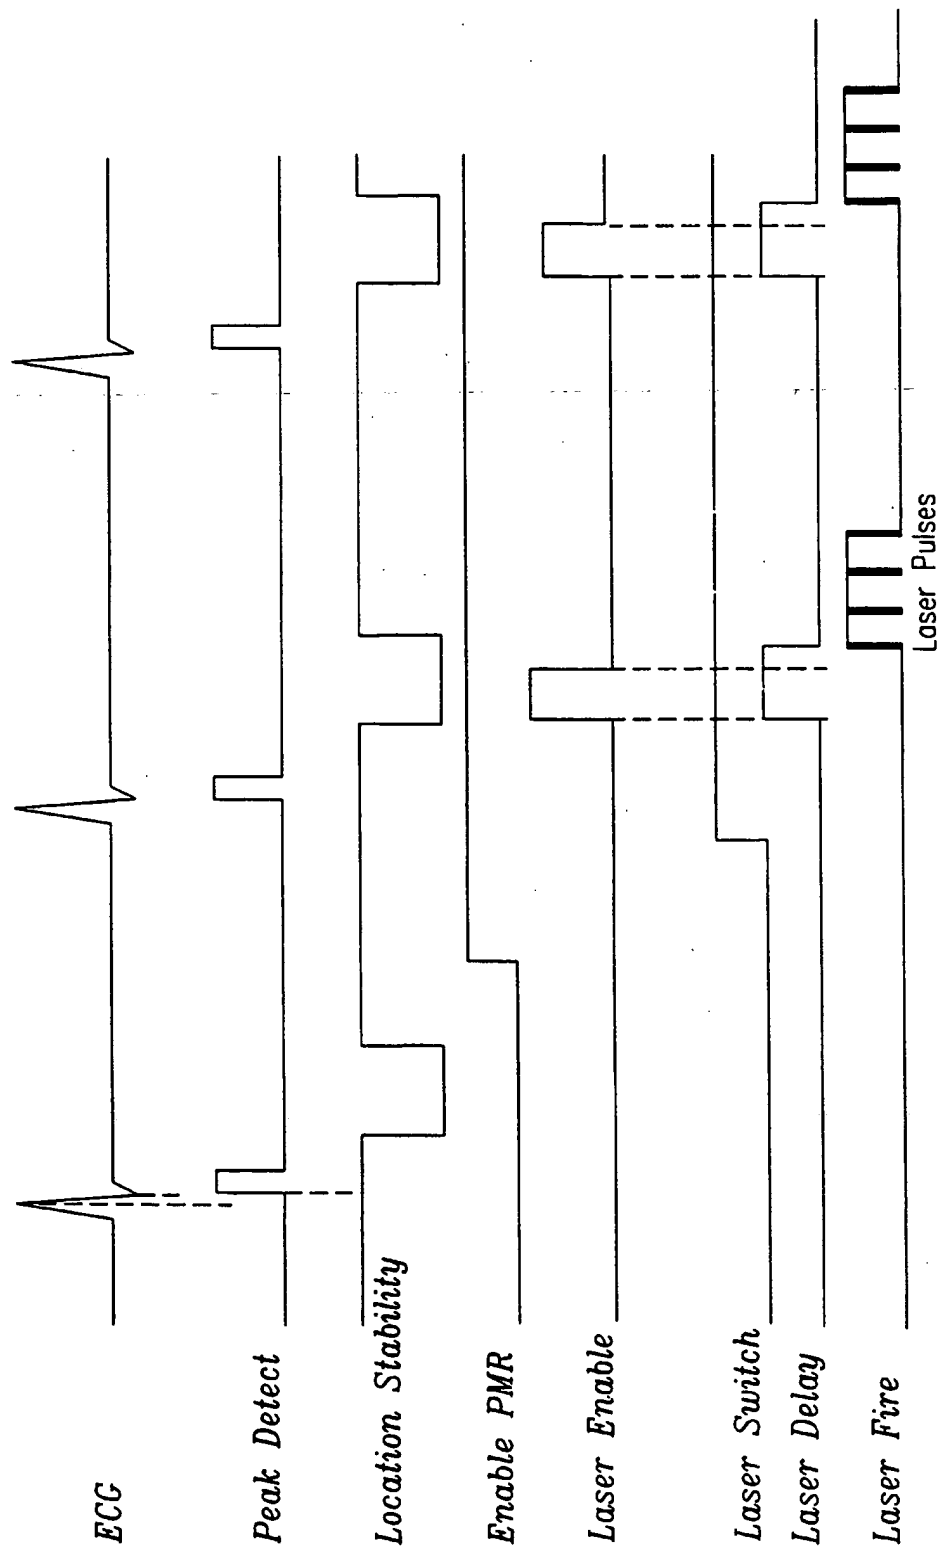 ECG
Peak Detect
Location Stability
Enable PMR
Laser Enable
Laser Switch
Laser Delay
Laser Fire
Laser Pulses